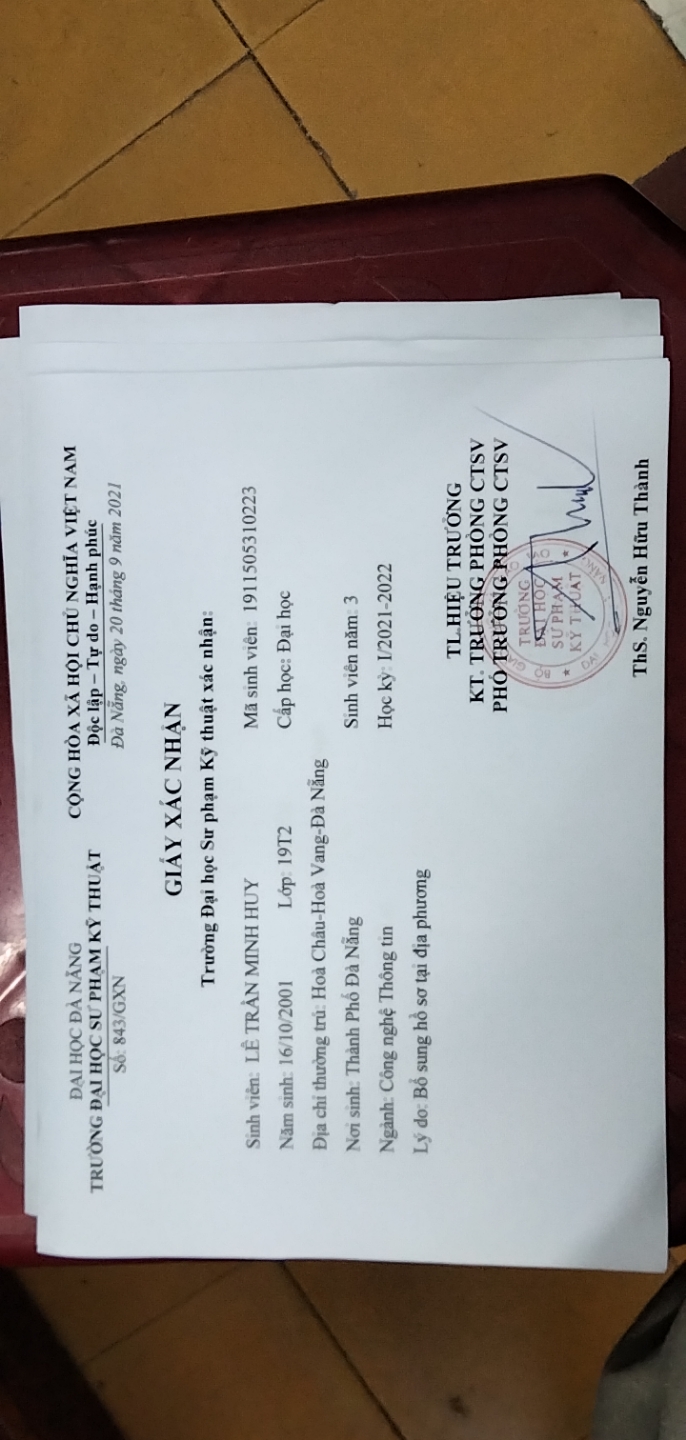 ĐẠI HỌC ĐÀ NẴNG
TRƯỜNG ĐẠI HỌC SƯ PHẠM KỸ THUẬT
Số: 843/GXN
CỘNG HÒA XÃ HỘI CHỦ NGHĨA VIỆT NAM
Độc lập – Tự do – Hạnh phúc
Đà Nẵng, ngày 20 tháng 9 năm 2021
GIẤY XÁC NHẬN
Trường Đại học Sư phạm Kỹ thuật xác nhận:
Sinh viên: LÊ TRẦN MINH HUY Mã sinh viên: 1911505310223
Năm sinh: 16/10/2001 Lớp: 19T2 Cấp học: Đại học
Địa chỉ thường trú: Hoà Châu-Hoà Vang-Đà Nẵng
Nơi sinh: Thành Phố Đà Nẵng Sinh viên năm: 3
Ngành: Công nghệ Thông tin Học kỳ: I/2021-2022
Lý do: Bổ sung hồ sơ tại địa phương
TL.HIỆU TRƯỞNG
KT. TRƯỞNG PHÒNG CTSV
PHÓ TRƯỞNG PHÒNG CTSV
TRƯỜNG
ĐẠI HỌC
SƯ PHẠM
KỸ THUẬT
ThS. Nguyễn Hữu Thành